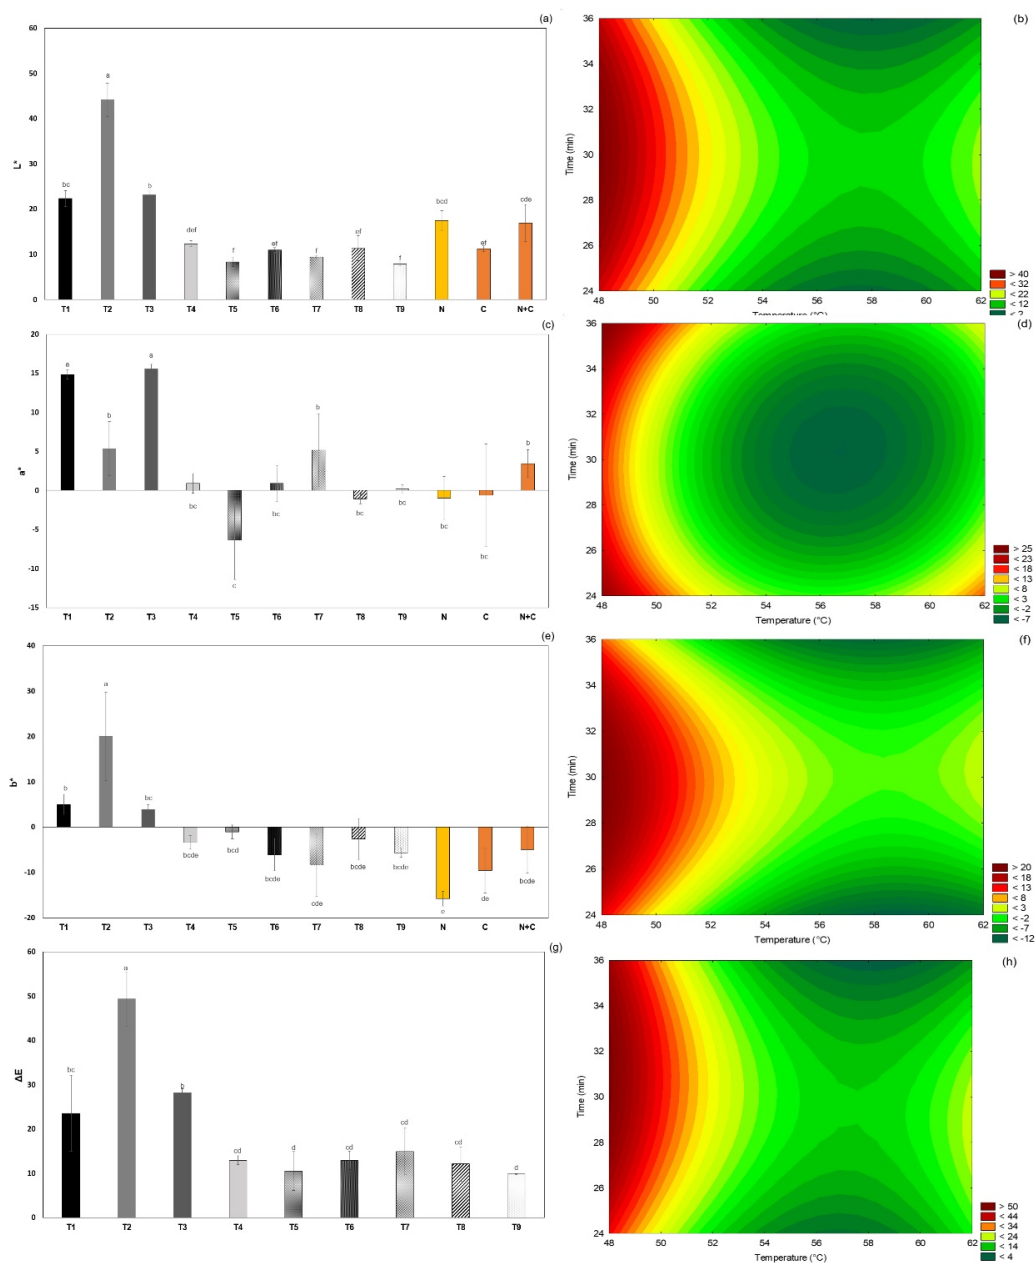 (a)
60
50
40
30
20
10
0
L*
bc
a
b
def
f
ef
f
ef
f
bcd
ef
cde
T1 T2 T3 T4 T5 T6 T7 T8 T9 N C N+C
(b)
36
34
32
30
28
26
24
Time (min)
48 50 52 54 56 58 60 62
Temperature (°C)
> 40
< 32
< 22
< 12
< 2
(c)
20
15
10
5
0
-5
-10
-15
a*
a
b
a
bc
c
bc
b
bc
bc
bc
bc
b
T1 T2 T3 T4 T5 T6 T7 T8 T9 N C N+C
(d)
36
34
32
30
28
26
24
Time (min)
48 50 52 54 56 58 60 62
Temperature (°C)
> 25
< 23
< 18
< 13
< 8
< 3
< -2
< -7
(e)
40
30
20
10
0
-10
-20
b*
b
a
bc
bcde
bcd
bcde
cde
bcde
bcde
e
de
bcde
T1 T2 T3 T4 T5 T6 T7 T8 T9 N C N+C
(f)
36
34
32
30
28
26
24
Time (min)
48 50 52 54 56 58 60 62
Temperature (°C)
> 20
< 18
< 13
< 8
< 3
< -2
< -7
< -12
(g)
60
50
40
30
20
10
0
ΔE
bc
a
b
cd
d
cd
cd
cd
d
T1 T2 T3 T4 T5 T6 T7 T8 T9
(h)
36
34
32
30
28
26
24
Time (min)
48 50 52 54 56 58 60 62
Temperature (°C)
> 50
< 44
< 34
< 24
< 14
< 4